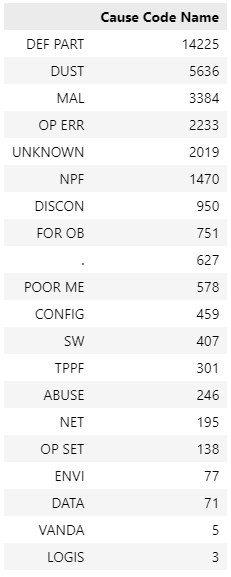 Cause Code Name
DEF PART 14225
DUST 5636
MAL 3384
OP ERR 2233
UNKNOWN 2019
NPF 1470
DISCON 950
FOR OB 751
. 627
POOR ME 578
CONFIG 459
SW 407
TPPF 301
ABUSE 246
NET 195
OP SET 138
ENVI 77
DATA 71
VANDA 5
LOGIS 3